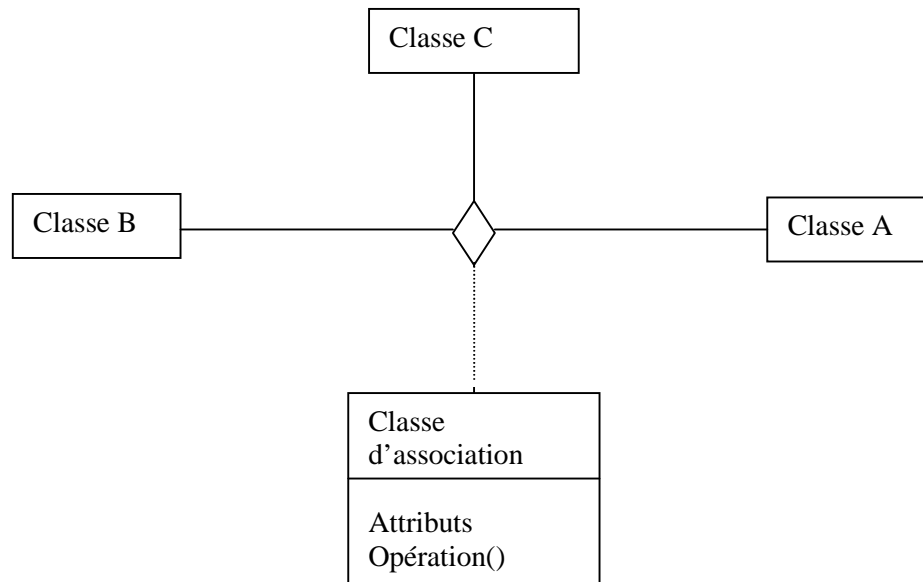 Classe C
Classe B
Classe A
Classe
d’association
Attributs
Opération()